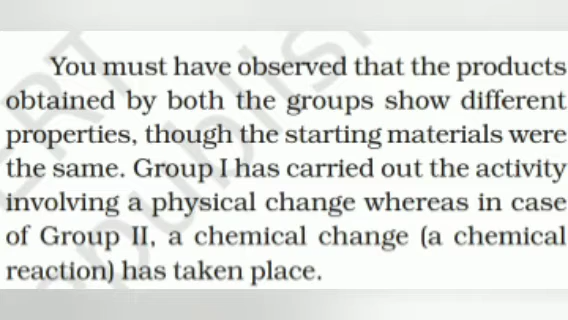 You must have observed that the products
obtained by both the groups show different
properties, though the starting materials were
the same. Group I has carried out the activity
involving a physical change whereas in case
of Group II, a chemical change (a chemical
reaction) has taken place.